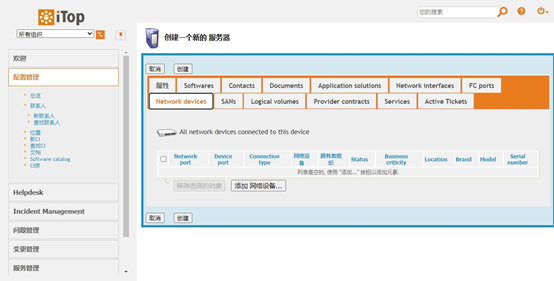 iTop
您的搜索
所有组织
创建一个新的 服务器
欢迎
配置管理
总览
联系人
新联系人
查找联系人
位置
新CI
查找CI
文档
Software catalog
CI族
Helpdesk
Incident Management
问题管理
变更管理
服务管理
取消 创建
属性 Softwares Contacts Documents Application solutions Network interfaces FC ports
Network devices SANs Logical volumes Provider contracts Services Active Tickets
All network devices connected to this device
Network port Device port Connection type 网络设备 拥有者组织 Status Business criticity Location Brand Model Serial number
列表是空的, 使用 "添加..." 按钮以添加元素.
移除选择的对象 添加 网络设备...
取消 创建